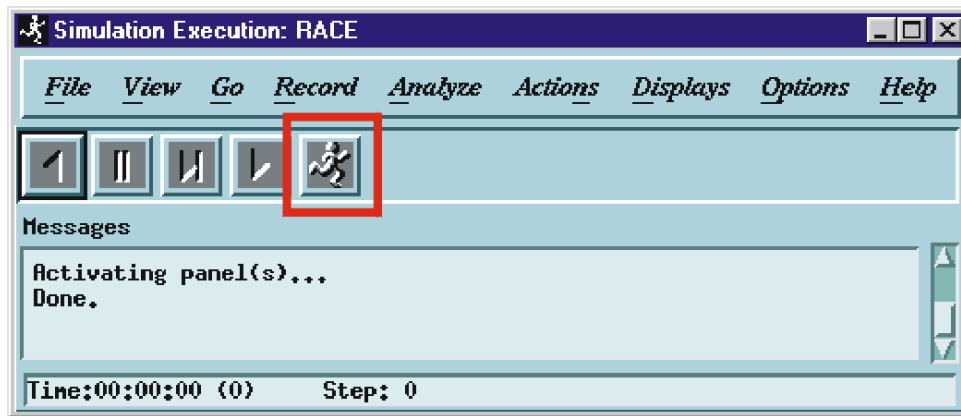 Simulation Execution: RACE
File View Go Record Analyze Actions Displays Options Help
Messages
Activating panel(s)...
Done.
Time:00:00:00 (0) Step: 0